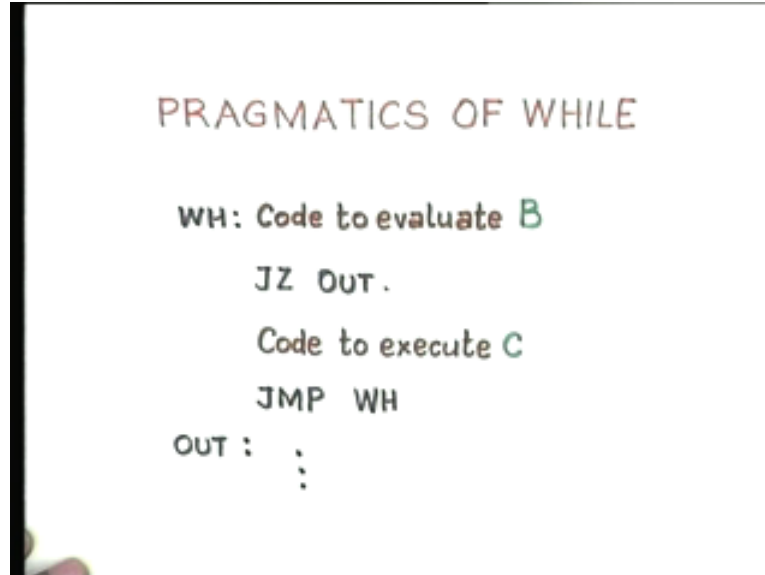 PRAGMATICS OF WHILE
WH: Code to evaluate B
JZ OUT.
Code to execute C
JMP WH
OUT :